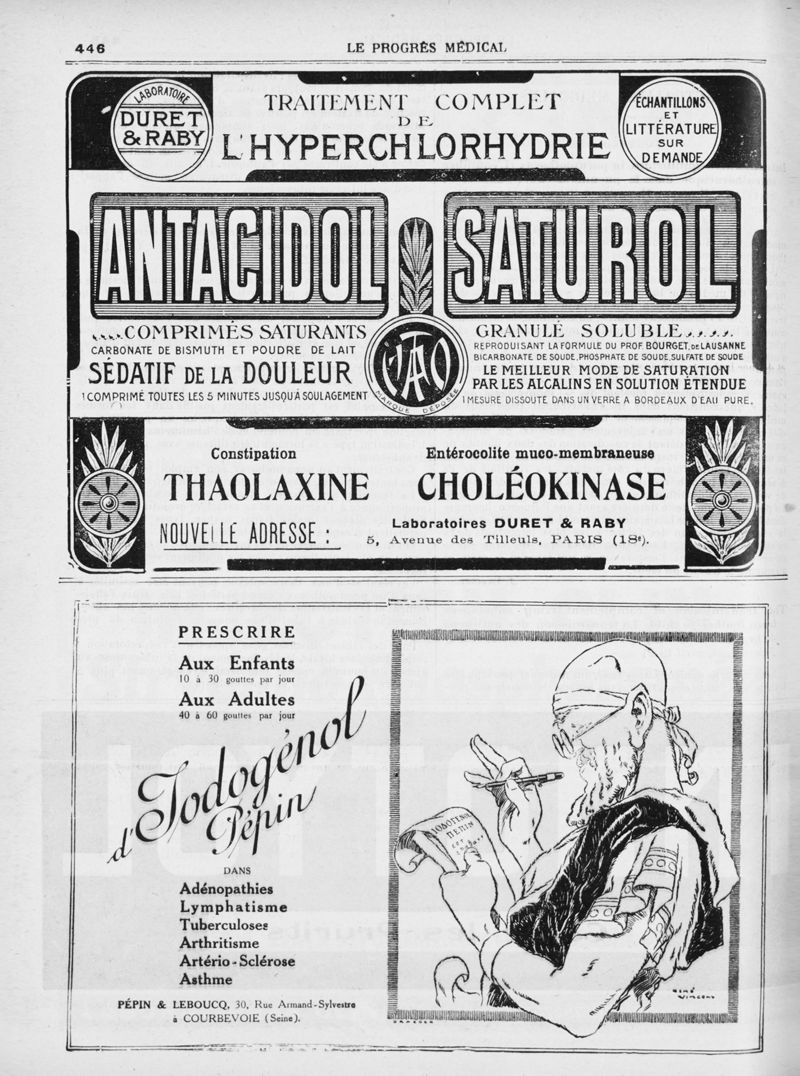 446
LE PROGRÈS MÉDICAL
LABORATOIRE
DURET
& RABY
TRAITEMENT COMPLET
DE
L'HYPERCHLORHYDRIE
ÉCHANTILLONS
ET
LITTÉRATURE
SUR
DEMANDE
ANTACIDOL
SATUROL
COMPRIMÉS SATURANTS
CARBONATE DE BISMUTH ET POUDRE DE LAIT
SÉDATIF DE LA DOULEUR
1 COMPRIMÉ TOUTES LES 5 MINUTES JUSQU'À SOULAGEMENT
MARQUE DÉPOSÉE
GRANULÉ SOLUBLE
REPRODUISANT LA FORMULE DU PROF. BOURGET, DE LAUSANNE
BICARBONATE DE SOUDE, PHOSPHATE DE SOUDE, SULFATE DE SOUDE
LE MEILLEUR MODE DE SATURATION
PAR LES ALCALINS EN SOLUTION ÉTENDUE
1 MESURE DISSOUTE DANS UN VERRE A BORDEAUX D'EAU PURE.
Constipation
THAOLAXINE
Entérocolite muco-membraneuse
CHOLÉOKINASE
NOUVELLE ADRESSE :
Laboratoires DURET & RABY
5, Avenue des Tilleuls, PARIS (18e).
PRESCRIRE
Aux Enfants
10 à 30 gouttes par jour
Aux Adultes
40 à 60 gouttes par jour
d'Iodogénol
Pépin
DANS
Adénopathies
Lymphatisme
Tuberculoses
Arthritisme
Artério-Sclérose
Asthme
PÉPIN & LEBOUCQ, 30, Rue Armand-Sylvestre
à COURBEVOIE (Seine).
René
Vincent